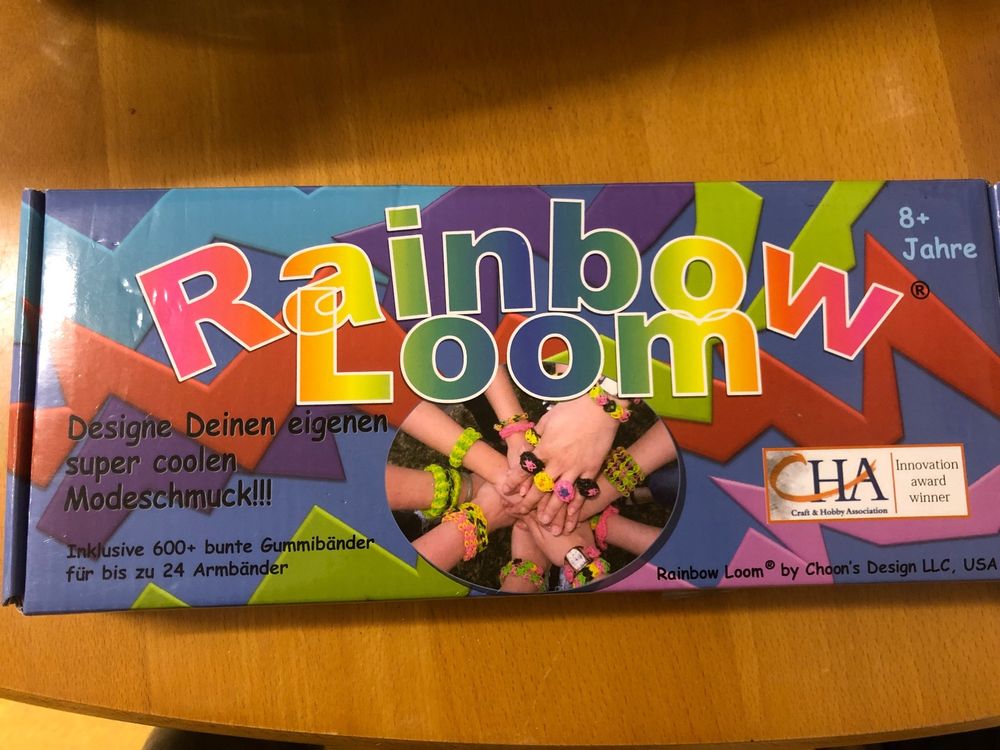 8+
Jahre
Rainbow®
Loom
Designe Deinen eigenen
super coolen
Modeschmuck!!!
CHA
Craft & Hobby Association
Innovation
award
winner
Inklusive 600+ bunte Gummibänder
für bis zu 24 Armbänder
Rainbow Loom® by Choon's Design LLC, USA